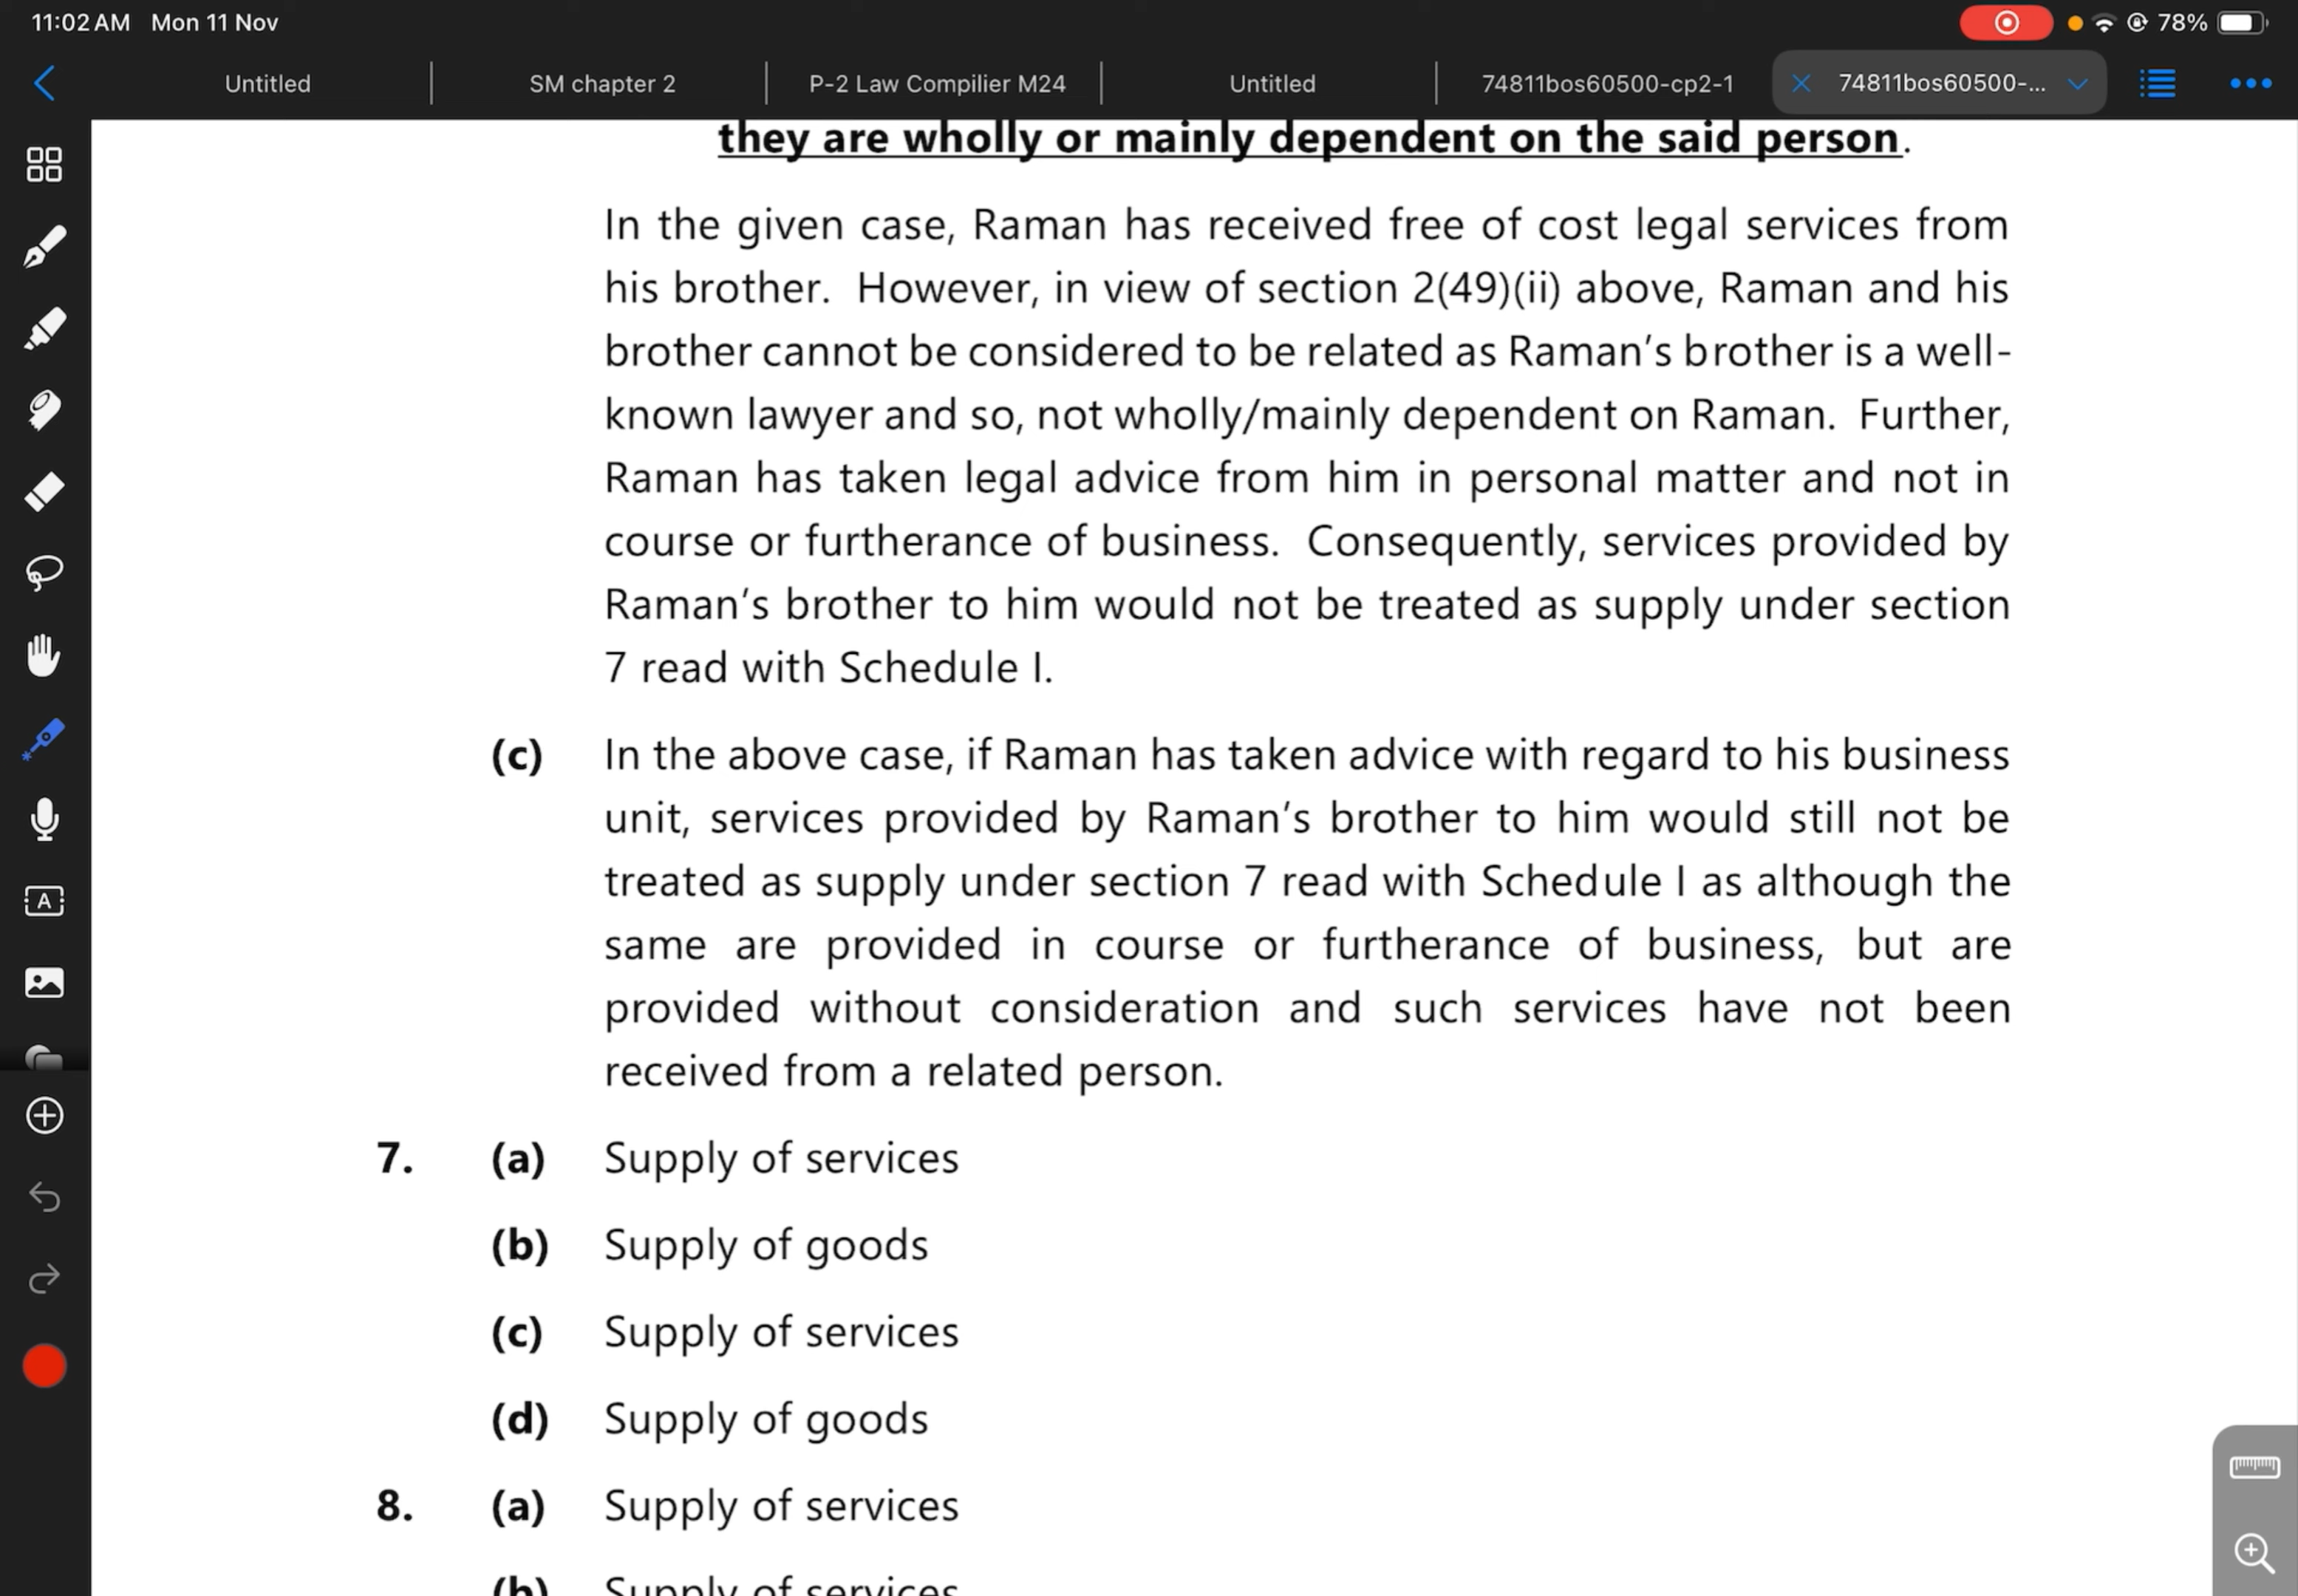 11:02 AM Mon 11 Nov
78%
Untitled
SM chapter 2
P-2 Law Compilier M24
Untitled
74811bos60500-cp2-1
74811bos60500-...
they are wholly or mainly dependent on the said person.
In the given case, Raman has received free of cost legal services from
his brother. However, in view of section 2(49)(ii) above, Raman and his
brother cannot be considered to be related as Raman’s brother is a well-
known lawyer and so, not wholly/mainly dependent on Raman. Further,
Raman has taken legal advice from him in personal matter and not in
course or furtherance of business. Consequently, services provided by
Raman’s brother to him would not be treated as supply under section
7 read with Schedule I.
(c) In the above case, if Raman has taken advice with regard to his business
unit, services provided by Raman’s brother to him would still not be
treated as supply under section 7 read with Schedule I as although the
same are provided in course or furtherance of business, but are
provided without consideration and such services have not been
received from a related person.
7. (a) Supply of services
(b) Supply of goods
(c) Supply of services
(d) Supply of goods
8. (a) Supply of services
(b) Supply of services